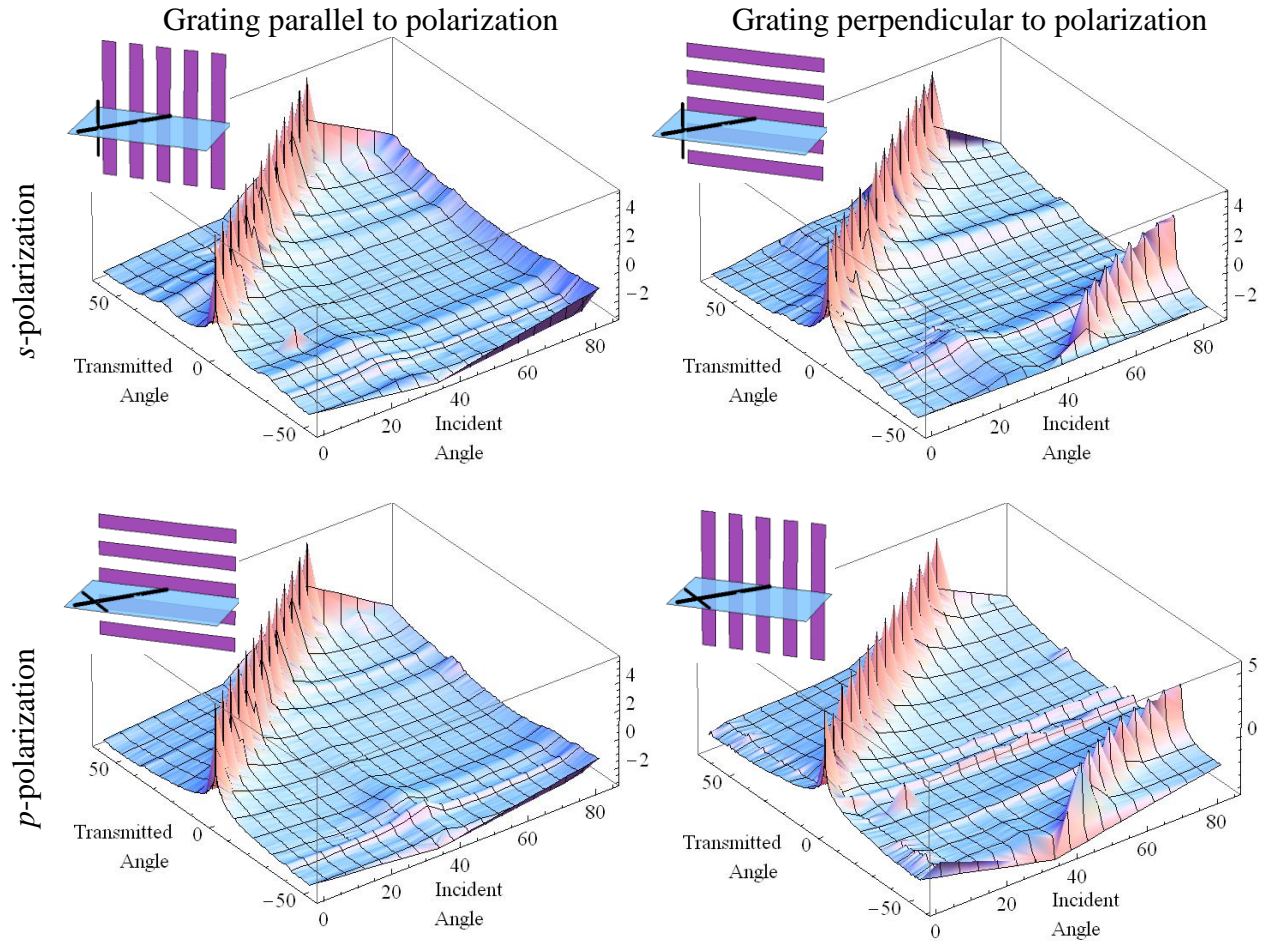 Grating parallel to polarization
Grating perpendicular to polarization
s-polarization
4
2
0
−2
50
0
−50
Transmitted
Angle
0
20
40
60
80
Incident
Angle
4
2
0
−2
50
0
−50
Transmitted
Angle
0
20
40
60
80
Incident
Angle
p-polarization
4
2
0
−2
50
0
−50
Transmitted
Angle
0
20
40
60
80
Incident
Angle
5
0
50
0
−50
Transmitted
Angle
0
20
40
60
80
Incident
Angle